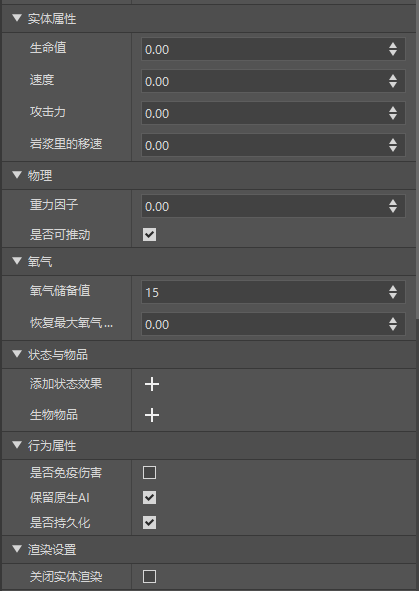 实体属性
生命值 0.00
速度 0.00
攻击力 0.00
岩浆里的移速 0.00
物理
重力因子 0.00
是否可推动
氧气
氧气储备值 15
恢复最大氧气... 0.00
状态与物品
添加状态效果
生物物品
行为属性
是否免疫伤害
保留原生AI
是否持久化
渲染设置
关闭实体渲染